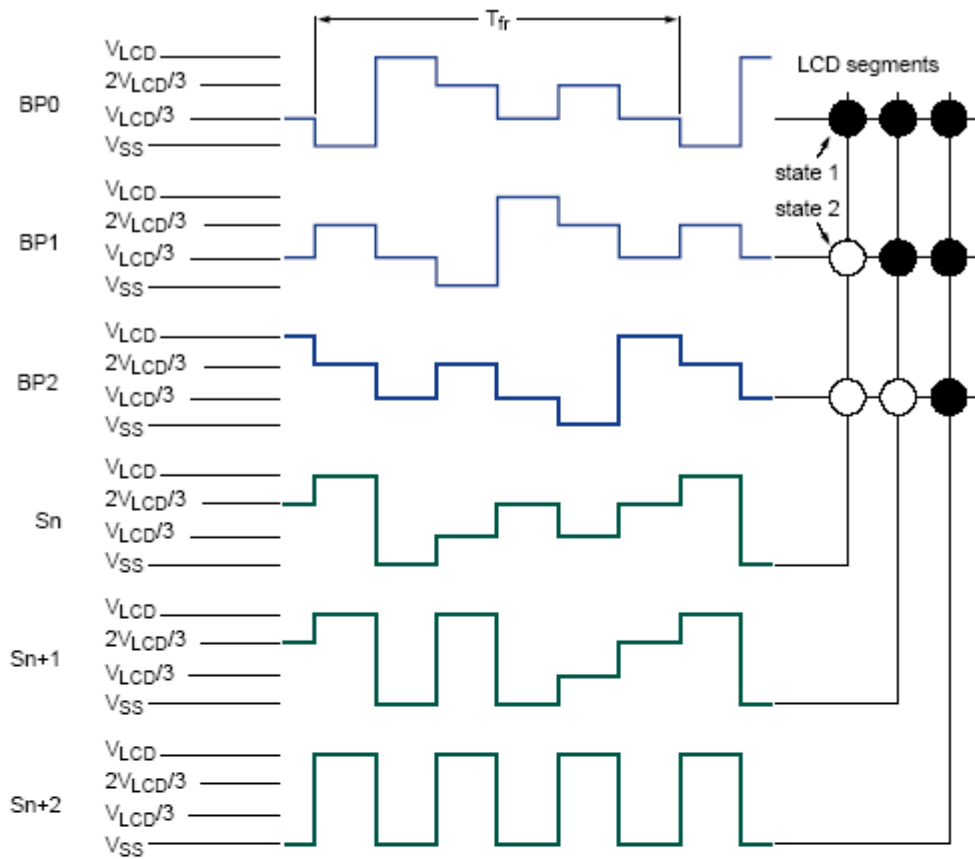 Tfr
VLCD
2VLCD/3
BP0
VLCD/3
VSS
LCD segments
state 1
state 2
VLCD
2VLCD/3
BP1
VLCD/3
VSS
VLCD
2VLCD/3
BP2
VLCD/3
VSS
VLCD
2VLCD/3
Sn
VLCD/3
VSS
VLCD
2VLCD/3
Sn+1
VLCD/3
VSS
VLCD
2VLCD/3
Sn+2
VLCD/3
VSS